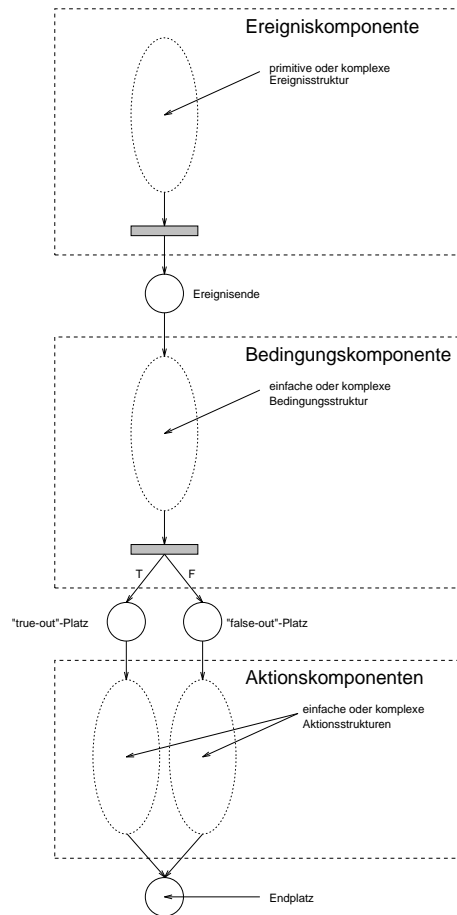 Ereigniskomponente
primitive oder komplexe
Ereignisstruktur
Ereignisende
Bedingungskomponente
einfache oder komplexe
Bedingungsstruktur
T
F
"true-out"-Platz
"false-out"-Platz
Aktionskomponenten
einfache oder komplexe
Aktionsstrukturen
Endplatz